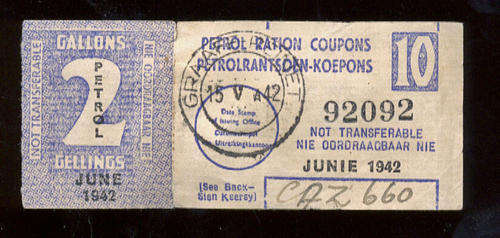 NOT TRANSFERABLE
GALLONS
2
PETROL
GELLINGS
JUNE
1942
NIE OORDRAAGBAAR NIE
PETROL RATION COUPONS
PETROLRANTSOEN-KOEPONS
10
15 V 42
Date Stamp
of Issuing Office
92092
NOT TRANSFERABLE
NIE OORDRAAGBAAR NIE
JUNIE 1942
(See Back—
Sien Keersy)
CAZ 660